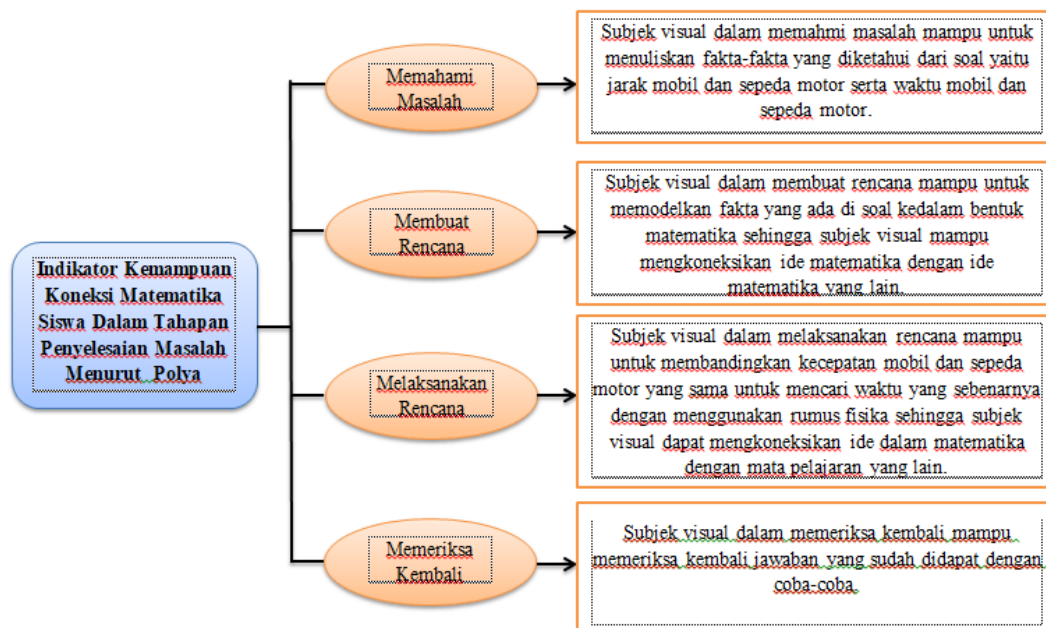 Indikator Kemampuan
Koneksi Matematika
Siswa Dalam Tahapan
Penyelesaian Masalah
Menurut Polya
Memahami
Masalah
Subjek visual dalam memahmi masalah mampu untuk
menuliskan fakta-fakta yang diketahui dari soal yaitu
jarak mobil dan sepeda motor serta waktu mobil dan
sepeda motor.
Membuat
Rencana
Subjek visual dalam membuat rencana mampu untuk
memodelkan fakta yang ada di soal kedalam bentuk
matematika sehingga subjek visual mampu
mengkoneksikan ide matematika dengan ide
matematika yang lain.
Melaksanakan
Rencana
Subjek visual dalam melaksanakan rencana mampu
untuk membandingkan kecepatan mobil dan sepeda
motor yang sama untuk mencari waktu yang sebenarnya
dengan menggunakan rumus fisika sehingga subjek
visual dapat mengkoneksikan ide dalam matematika
dengan mata pelajaran yang lain.
Memeriksa
Kembali
Subjek visual dalam memeriksa kembali mampu
memeriksa kembali jawaban yang sudah didapat dengan
coba-coba.